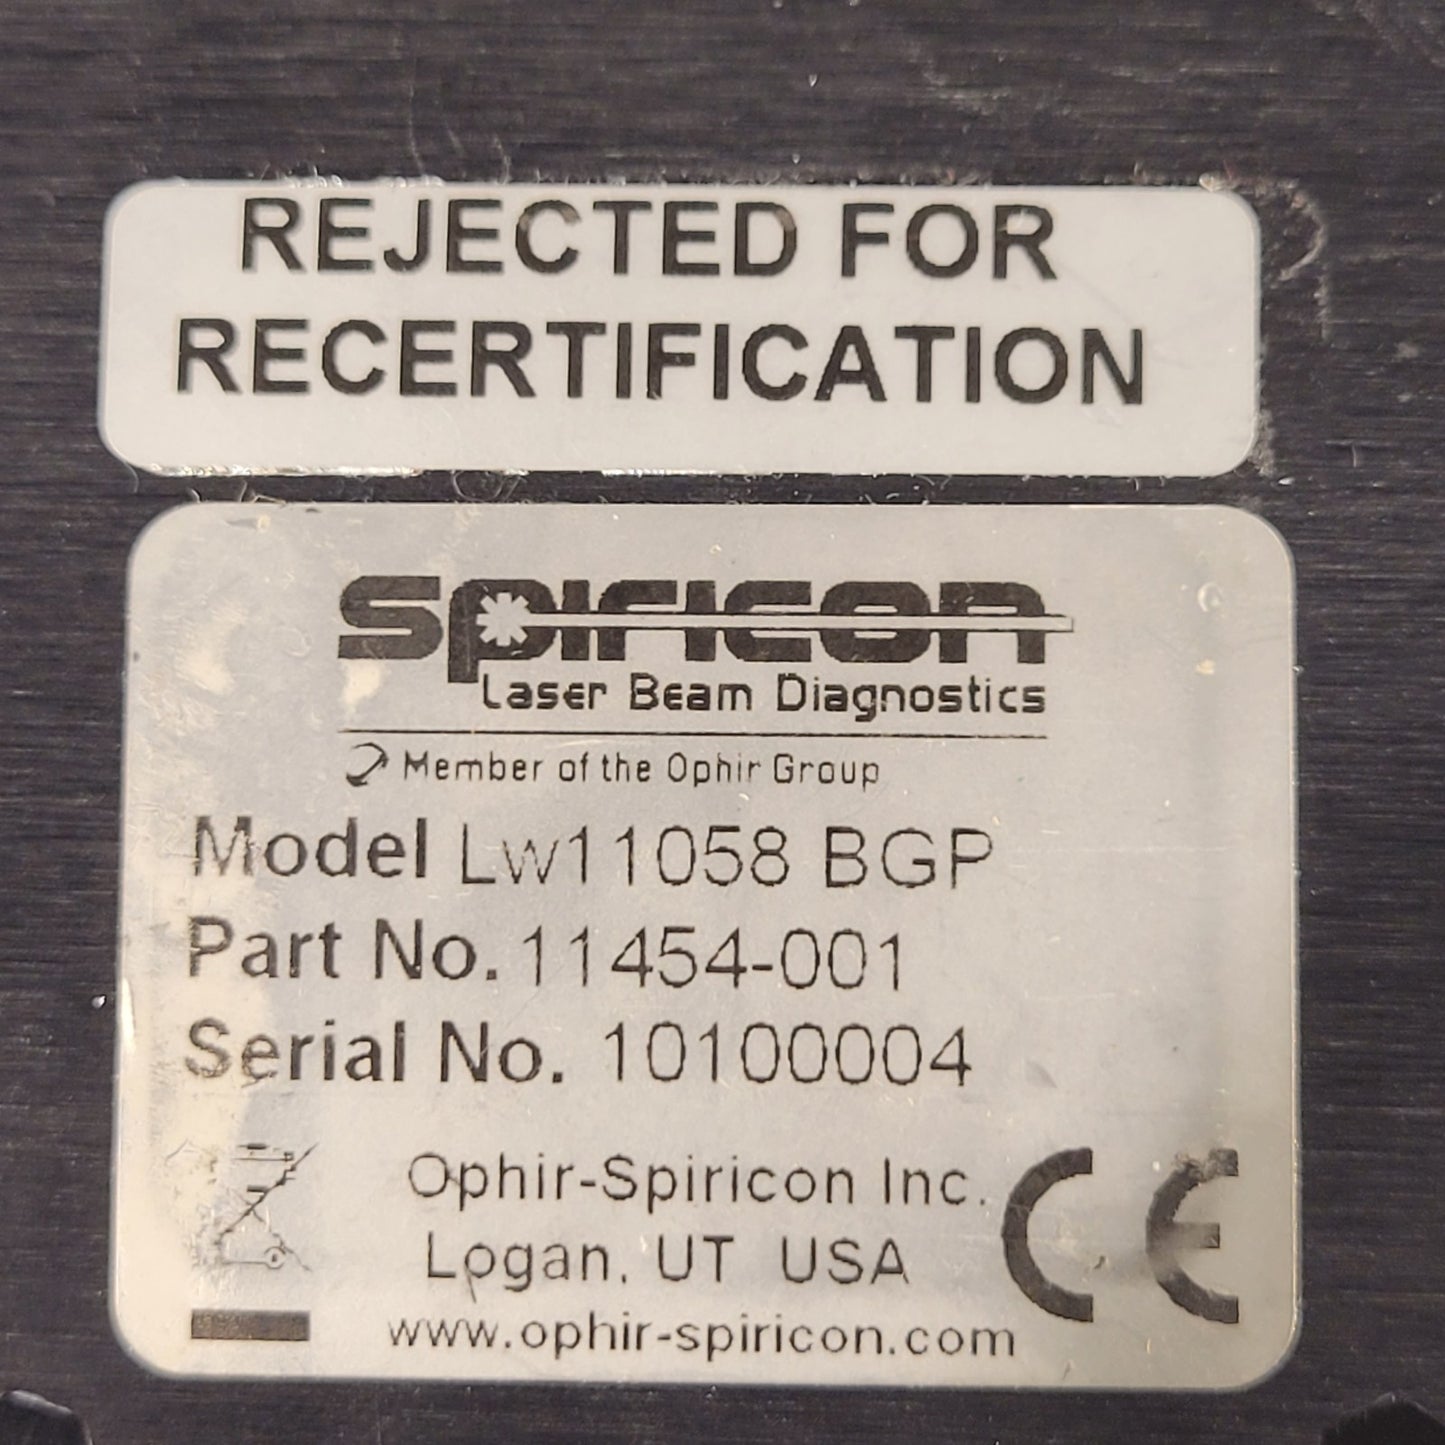 REJECTED FOR
RECERTIFICATION
spiricon
Laser Beam Diagnostics
Member of the Ophir Group
Model Lw11058 BGP
Part No. 11454-001
Serial No. 10100004
Ophir-Spiricon Inc.
Logan, UT USA
www.ophir-spiricon.com
CE